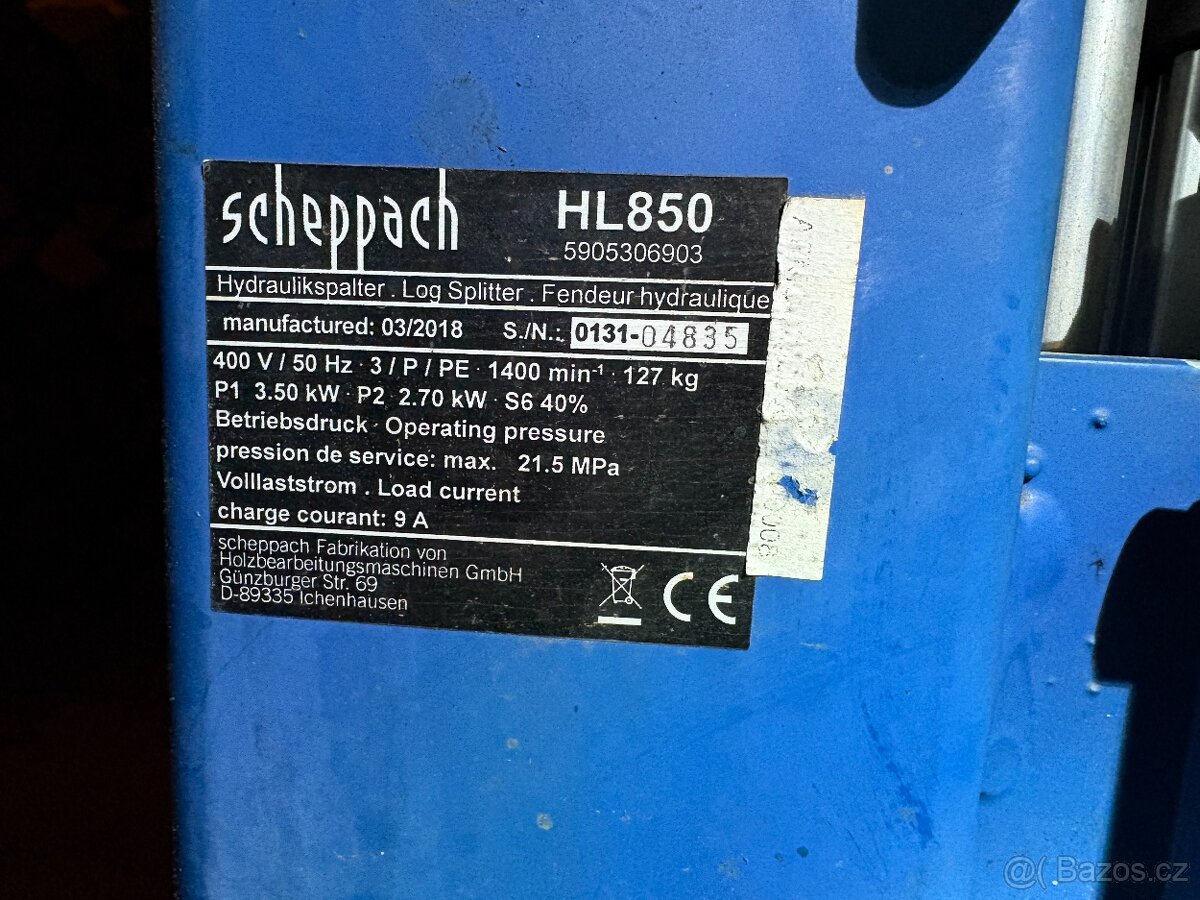 scheppach HL850
5905306903
Hydraulikspalter . Log Splitter . Fendeur hydraulique
manufactured: 03/2018 S./N.: 0131-04835
400 V / 50 Hz · 3 / P / PE · 1400 min⁻¹ · 127 kg
P1 3.50 kW · P2 2.70 kW · S6 40%
Betriebsdruck · Operating pressure
pression de service: max. 21.5 MPa
Volllaststrom . Load current
charge courant: 9 A
scheppach Fabrikation von
Holzbearbeitungsmaschinen GmbH
Günzburger Str. 69
D-89335 Ichenhausen
CE
@( Bazos.cz